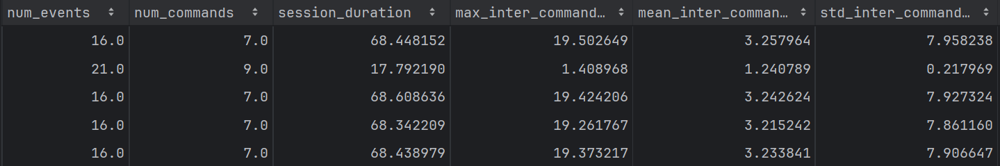 num_events num_commands session_duration max_inter_command… mean_inter_comman… std_inter_command…
16.0 7.0 68.448152 19.502649 3.257964 7.958238
21.0 9.0 17.792190 1.408968 1.240789 0.217969
16.0 7.0 68.608636 19.424206 3.242624 7.927324
16.0 7.0 68.342209 19.261767 3.215242 7.861160
16.0 7.0 68.438979 19.373217 3.233841 7.906647